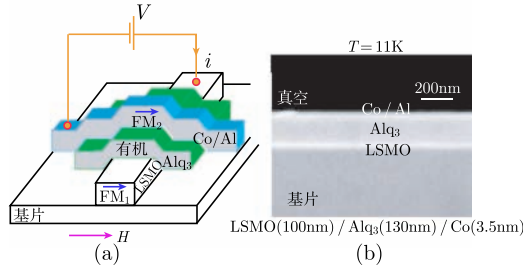 V
i
FM₂
Co/Al
有机
Alq₃
LSMO
FM₁
基片
H
(a)
T = 11K
200nm
真空
Co/Al
Alq₃
LSMO
基片
LSMO(100nm)/Alq₃(130nm)/Co(3.5nm)
(b)